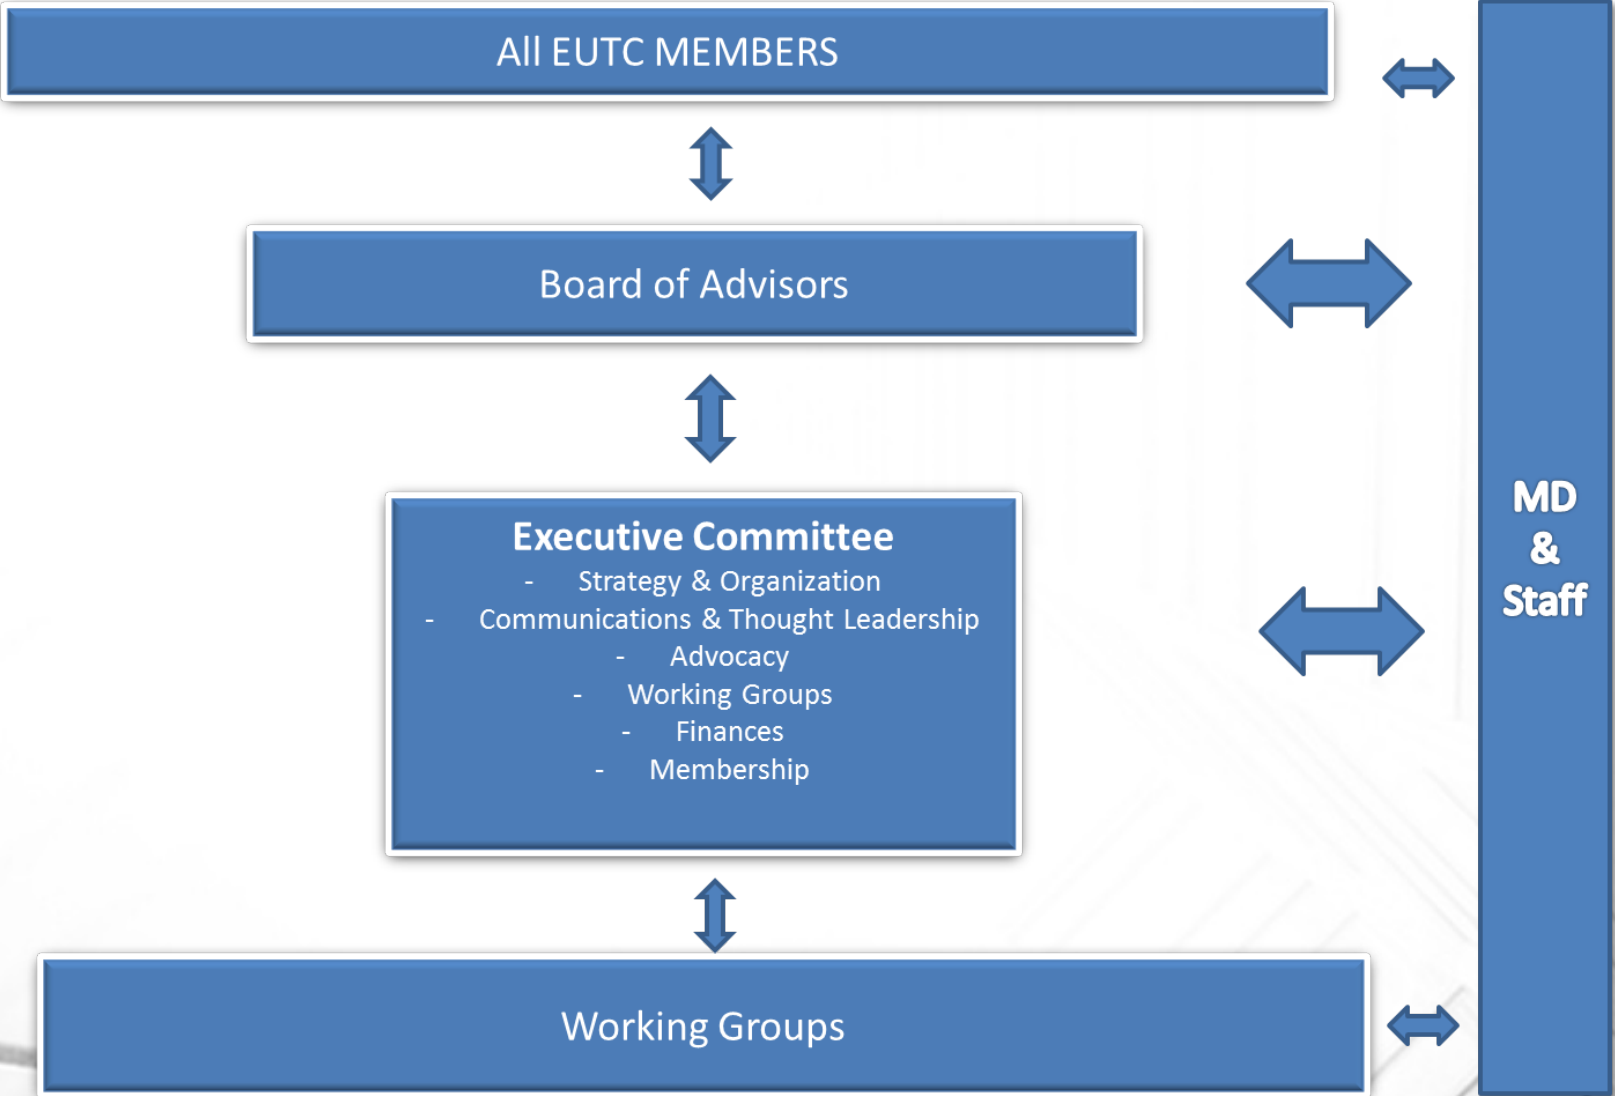 All EUTC MEMBERS
Board of Advisors
Executive Committee
- Strategy & Organization
- Communications & Thought Leadership
- Advocacy
- Working Groups
- Finances
- Membership
Working Groups
MD
&
Staff